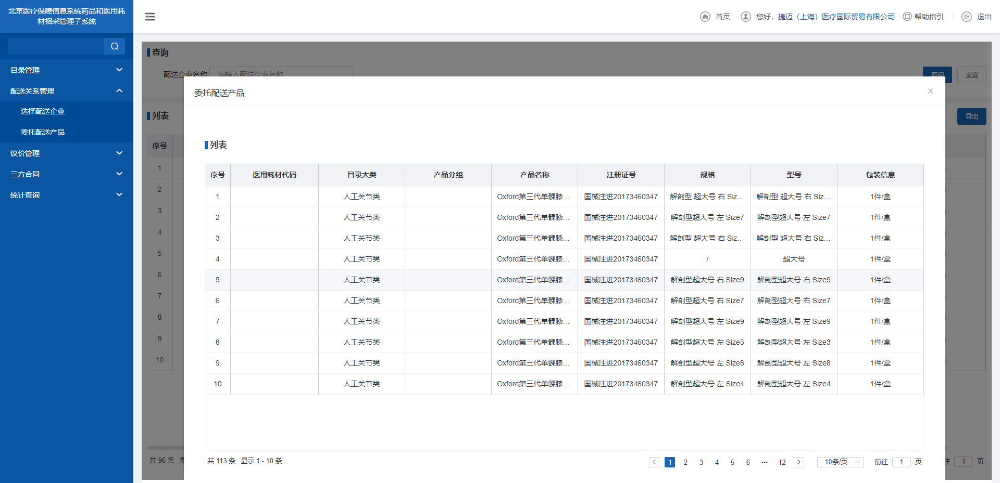 北京医疗保障信息系统药品和医用耗
材招采管理子系统
首页 您好，捷迈（上海）医疗国际贸易有限公司 帮助指引 退出
目录管理
配送关系管理
选择配送企业
委托配送产品
议价管理
三方合同
统计查询
查询
配送企业名称 请输入配送企业名称 查询 重置
列表 导出
序号
1
2
3
4
5
6
7
8
9
10
共 96 条
1 页
委托配送产品
列表
序号 医用耗材代码 目录大类 产品分组 产品名称 注册证号 规格 型号 包装信息
1 人工关节类 Oxford第三代单髁膝... 国械注进20173460347 解剖型 超大号 右 Siz... 解剖型 超大号 右 Siz... 1件/盒
2 人工关节类 Oxford第三代单髁膝... 国械注进20173460347 解剖型超大号 左 Size7 解剖型超大号 左 Size7 1件/盒
3 人工关节类 Oxford第三代单髁膝... 国械注进20173460347 解剖型 超大号 右 Siz... 解剖型 超大号 右 Siz... 1件/盒
4 人工关节类 Oxford第三代单髁膝... 国械注进20173460347 / 超大号 1件/盒
5 人工关节类 Oxford第三代单髁膝... 国械注进20173460347 解剖型超大号 右 Size9 解剖型超大号 右 Size9 1件/盒
6 人工关节类 Oxford第三代单髁膝... 国械注进20173460347 解剖型超大号 右 Size7 解剖型超大号 右 Size7 1件/盒
7 人工关节类 Oxford第三代单髁膝... 国械注进20173460347 解剖型超大号 左 Size9 解剖型超大号 左 Size9 1件/盒
8 人工关节类 Oxford第三代单髁膝... 国械注进20173460347 解剖型超大号 左 Size3 解剖型超大号 左 Size3 1件/盒
9 人工关节类 Oxford第三代单髁膝... 国械注进20173460347 解剖型超大号 左 Size8 解剖型超大号 左 Size8 1件/盒
10 人工关节类 Oxford第三代单髁膝... 国械注进20173460347 解剖型超大号 左 Size4 解剖型超大号 左 Size4 1件/盒
共 113 条 显示 1 - 10 条 1 2 3 4 5 6 ··· 12 10条/页 前往 1 页